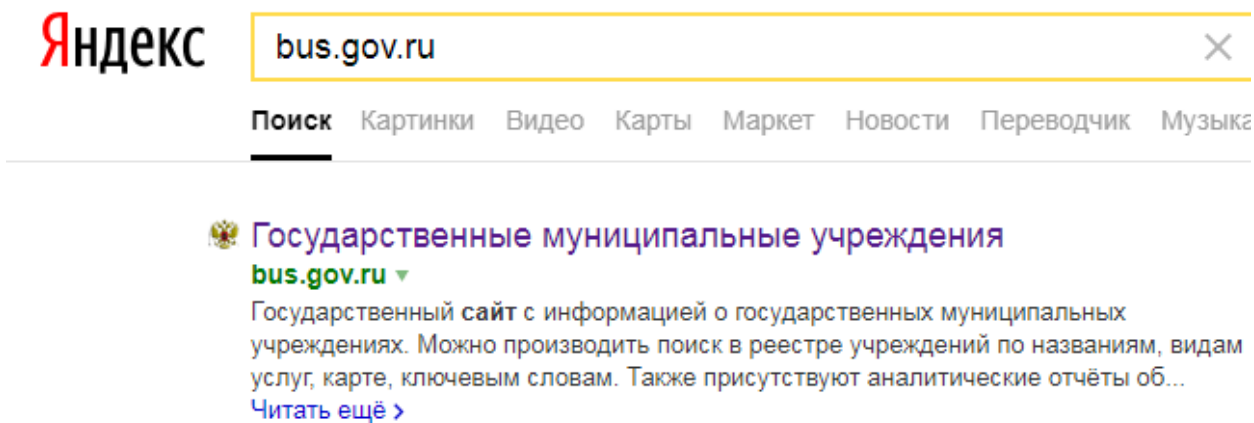 Яндекс
bus.gov.ru
Поиск Картинки Видео Карты Маркет Новости Переводчик Музыка
Государственные муниципальные учреждения
bus.gov.ru
Государственный сайт с информацией о государственных муниципальных
учреждениях. Можно производить поиск в реестре учреждений по названиям, видам
услуг, карте, ключевым словам. Также присутствуют аналитические отчёты об...
Читать ещё >